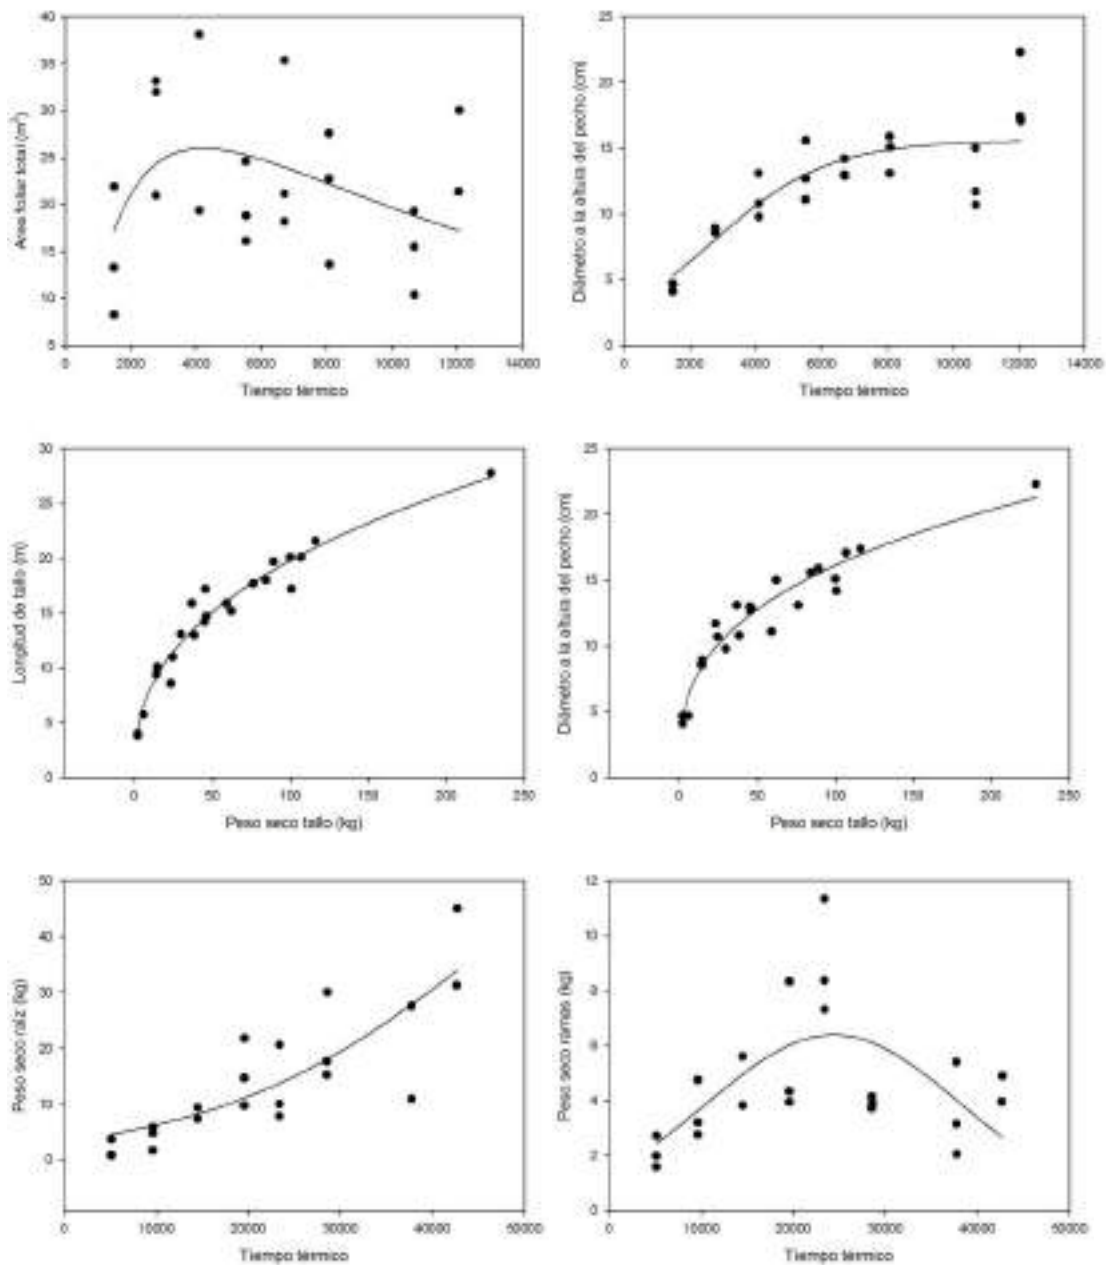 40
35
30
25
20
15
10
5
0 2000 4000 6000 8000 10000 12000 14000
Área foliar total (m²)
Tiempo térmico
25
20
15
10
5
0
0 2000 4000 6000 8000 10000 12000 14000
Diámetro a la altura del pecho (cm)
Tiempo térmico
30
25
20
15
10
5
0
0 50 100 150 200 250
Longitud de tallo (m)
Peso seco tallo (kg)
25
20
15
10
5
0
0 50 100 150 200 250
Diámetro a la altura del pecho (cm)
Peso seco tallo (kg)
50
40
30
20
10
0
0 10000 20000 30000 40000 50000
Peso seco raíz (kg)
Tiempo térmico
12
10
8
6
4
2
0
0 10000 20000 30000 40000 50000
Peso seco ramas (kg)
Tiempo térmico